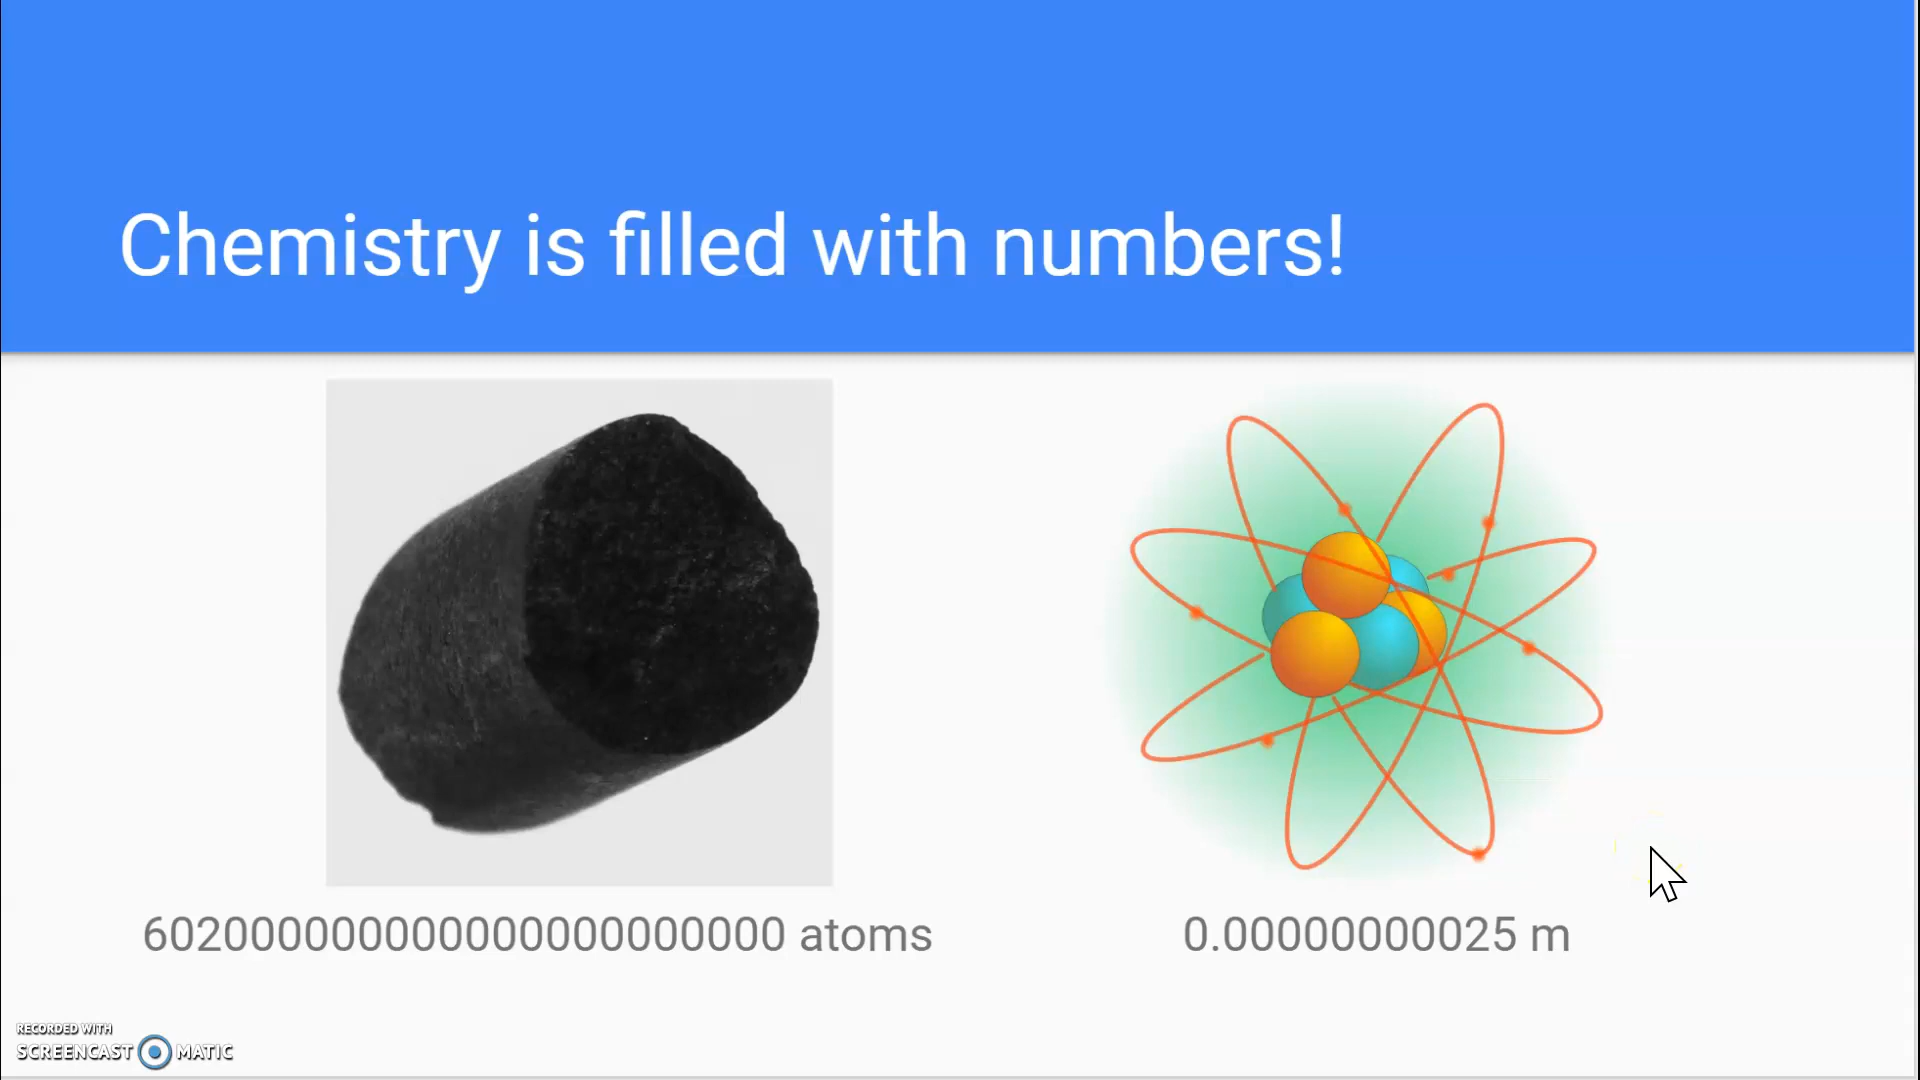 Chemistry is filled with numbers!
602000000000000000000000 atoms
0.00000000025 m
RECORDED WITH
SCREENCAST MATIC